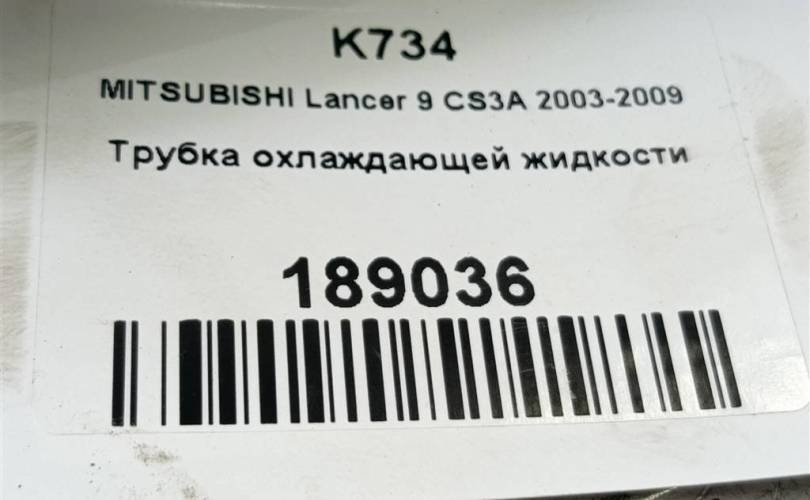 K734
MITSUBISHI Lancer 9 CS3A 2003-2009
Трубка охлаждающей жидкости
189036